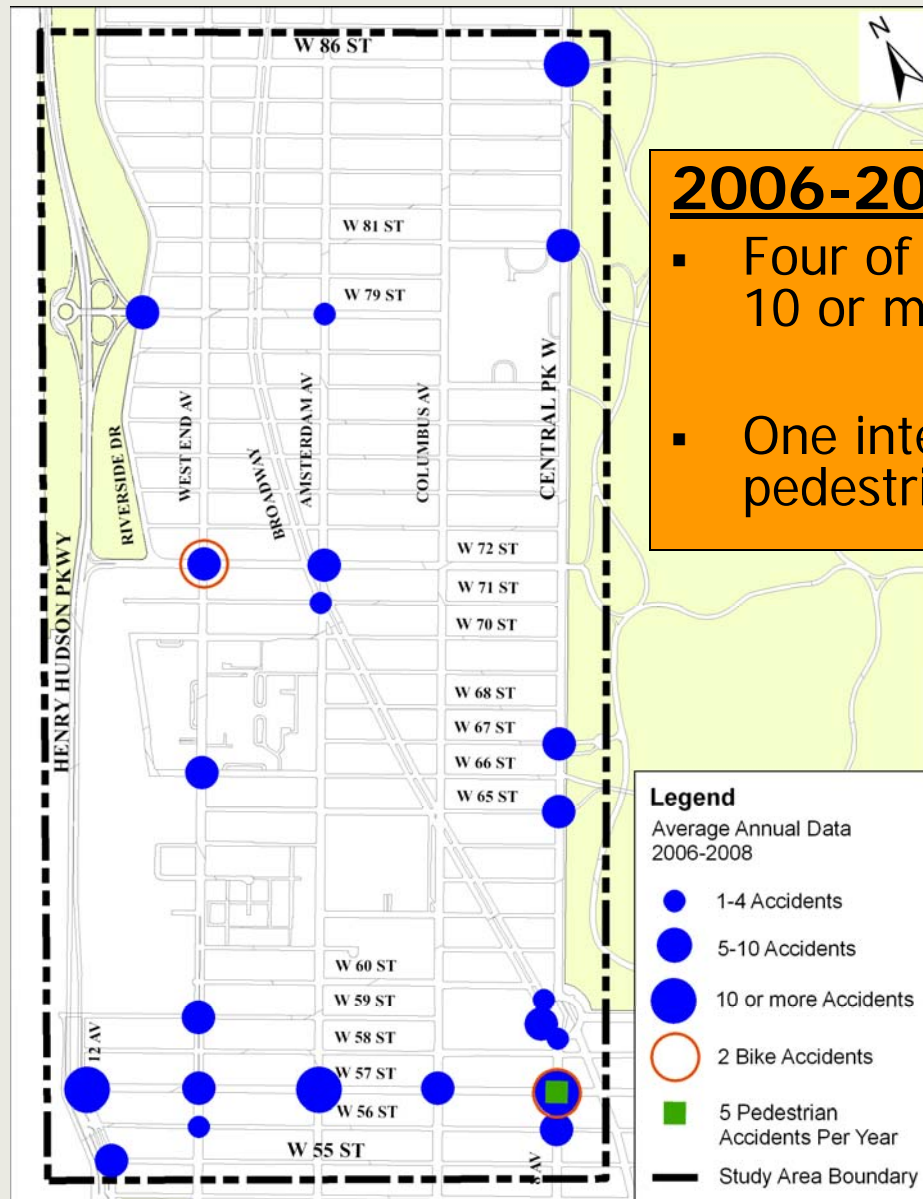 W 86 ST
N
2006-20
▪ Four of
10 or m
W 81 ST
W 79 ST
▪ One inte
pedestri
RIVERSIDE DR
WEST END AV
BROADWAY
AMSTERDAM AV
COLUMBUS AV
CENTRAL PK W
HENRY HUDSON PKWY
W 72 ST
W 71 ST
W 70 ST
W 68 ST
W 67 ST
W 66 ST
W 65 ST
Legend
Average Annual Data
2006-2008
1-4 Accidents
5-10 Accidents
10 or more Accidents
2 Bike Accidents
5 Pedestrian
Accidents Per Year
Study Area Boundary
W 60 ST
W 59 ST
W 58 ST
12 AV
W 57 ST
W 56 ST
W 55 ST
AV